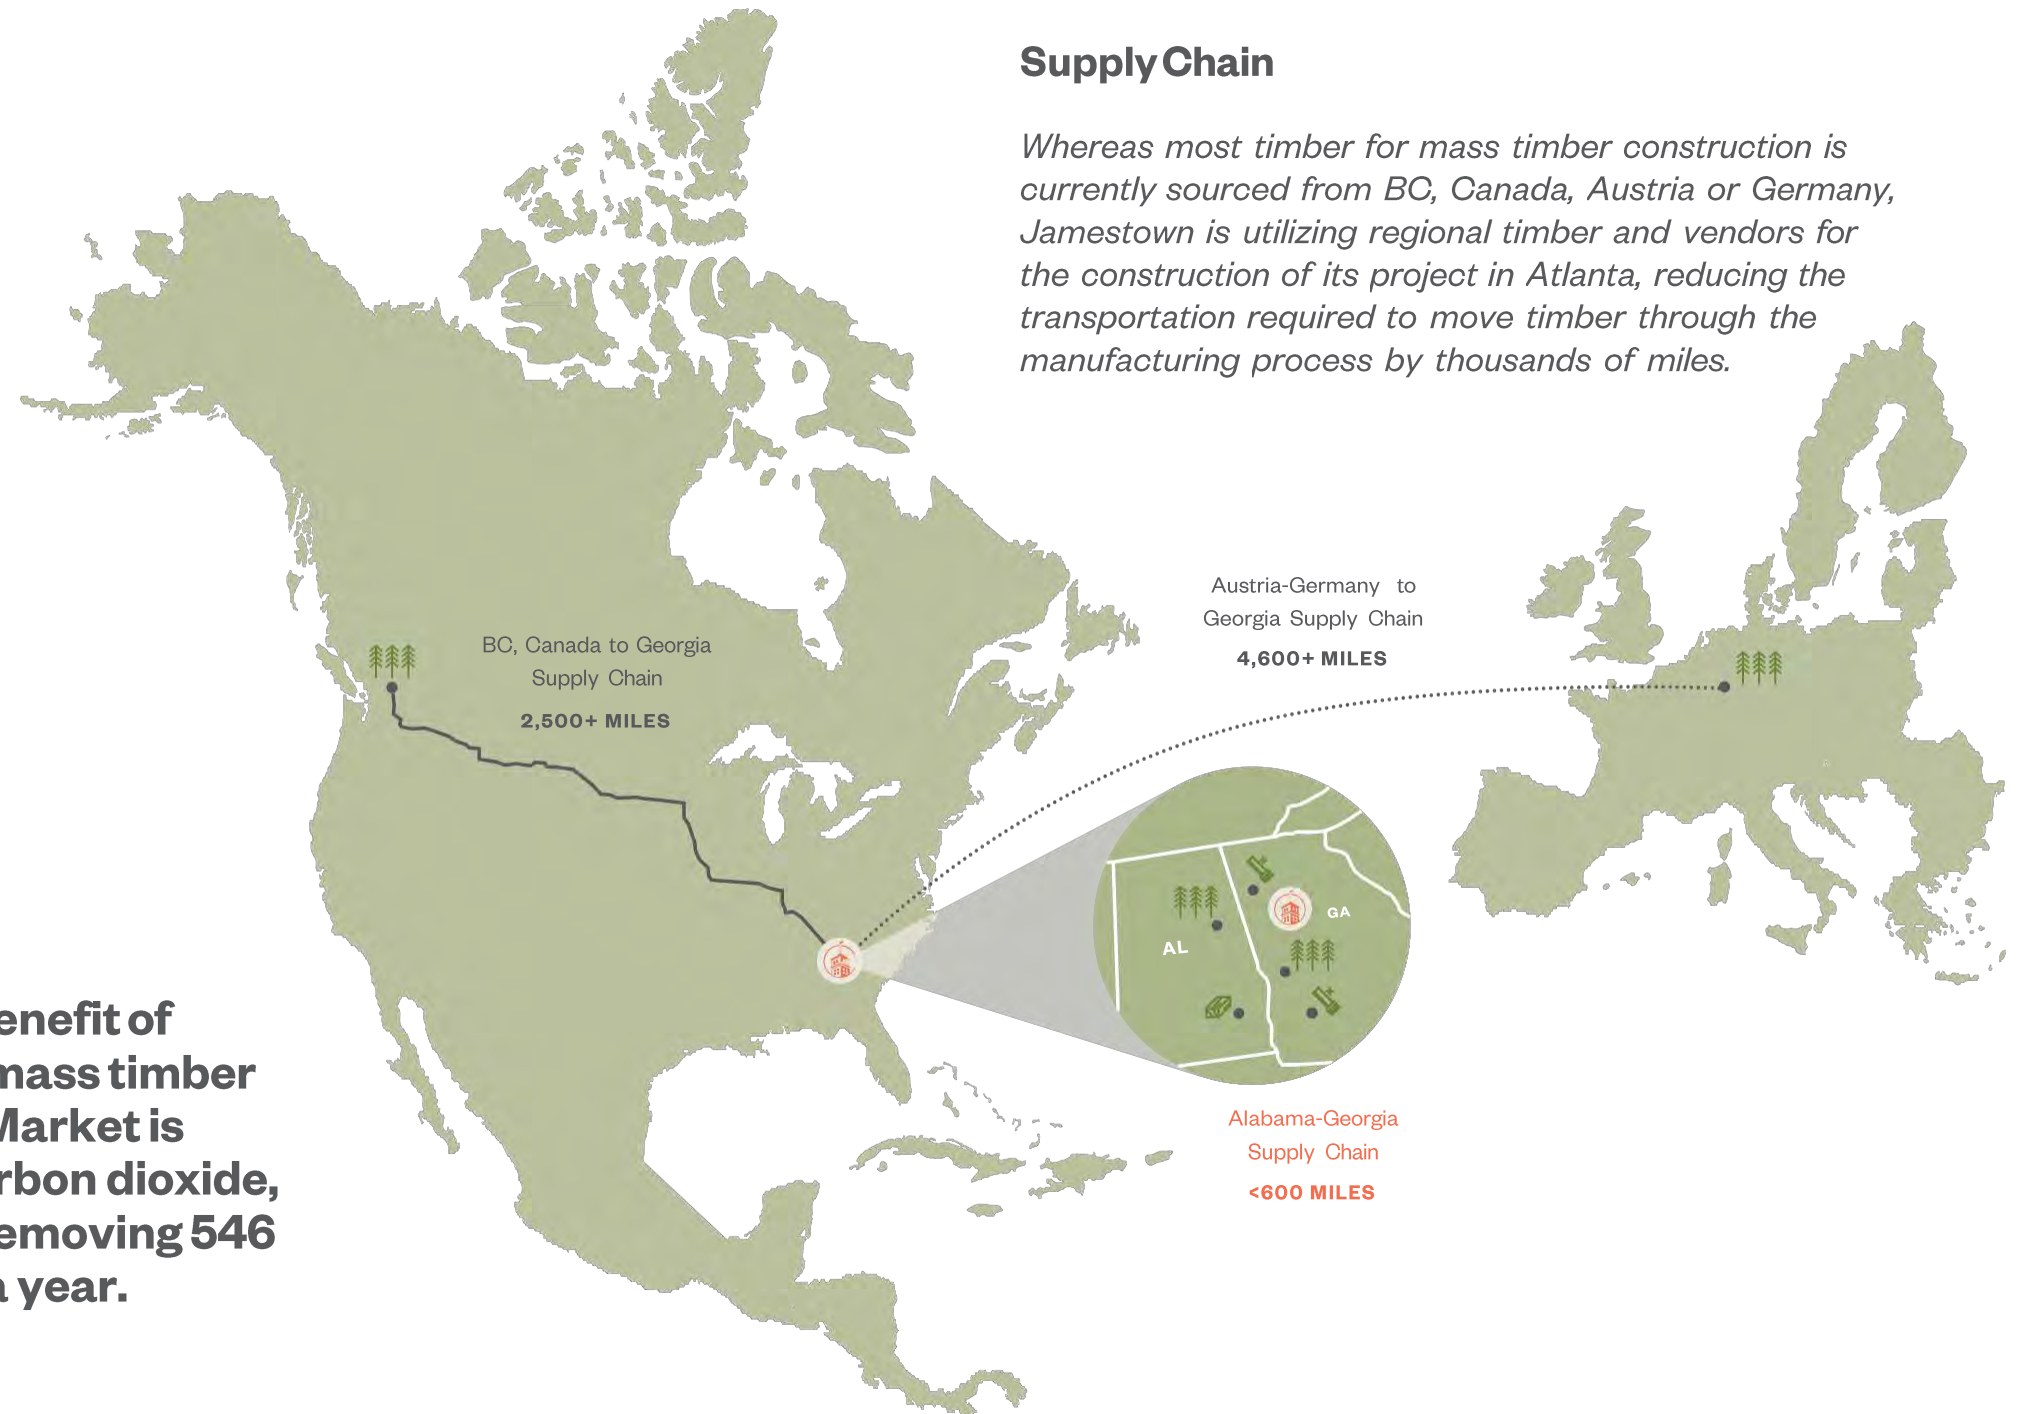 Supply Chain
Whereas most timber for mass timber construction is
currently sourced from BC, Canada, Austria or Germany,
Jamestown is utilizing regional timber and vendors for
the construction of its project in Atlanta, reducing the
transportation required to move timber through the
manufacturing process by thousands of miles.
Austria-Germany to
Georgia Supply Chain
4,600+ MILES
BC, Canada to Georgia
Supply Chain
2,500+ MILES
GA
AL
enefit of
mass timber
Market is
rbon dioxide,
emoving 546
a year.
Alabama-Georgia
Supply Chain
<600 MILES